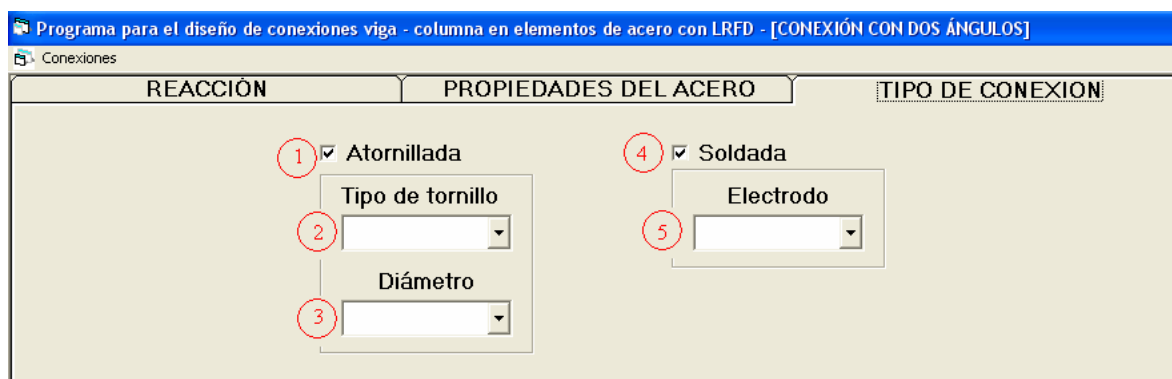 Programa para el diseño de conexiones viga - columna en elementos de acero con LRFD - [CONEXIÓN CON DOS ÁNGULOS]
Conexiones
REACCIÓN PROPIEDADES DEL ACERO TIPO DE CONEXION
1 Atornillada 4 Soldada
Tipo de tornillo Electrodo
2 5
Diámetro
3